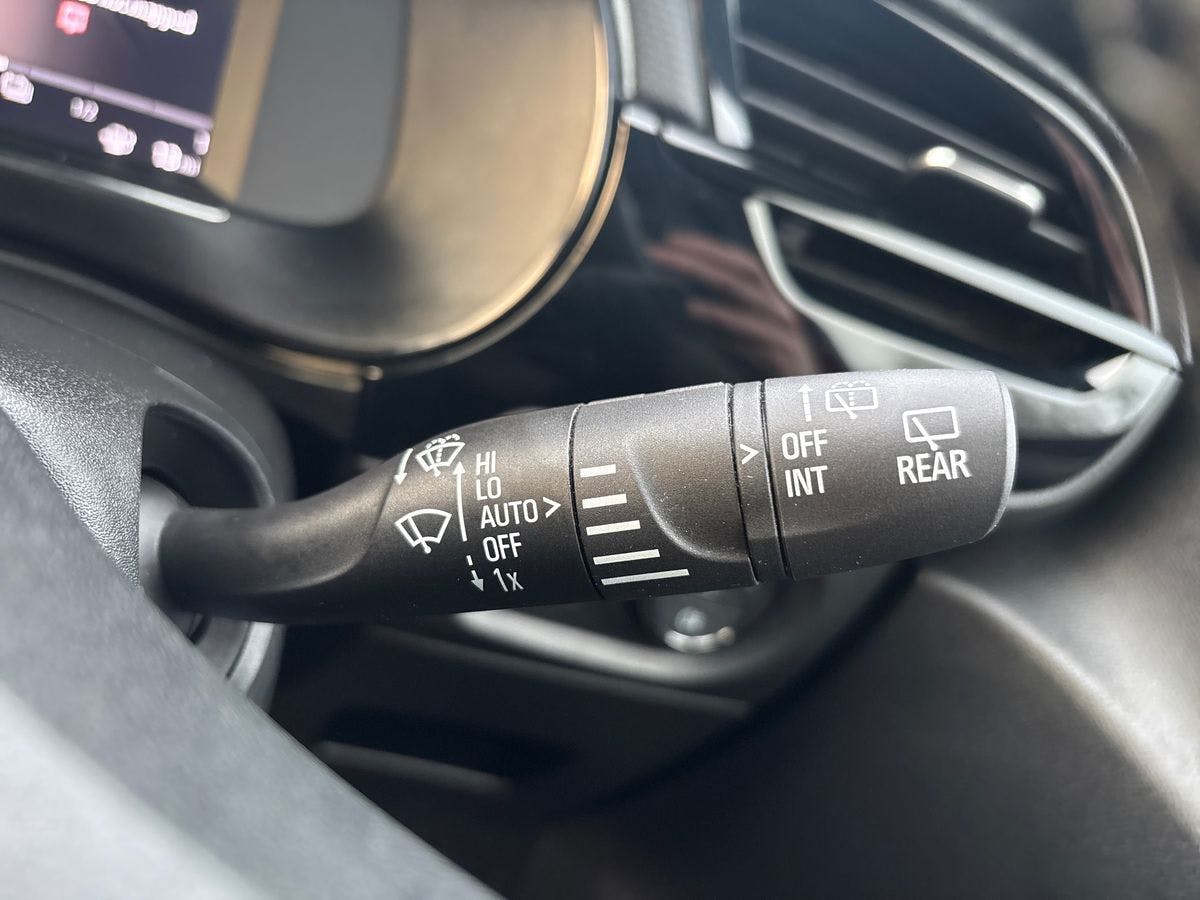 HI
LO
AUTO >
OFF
1x
>
OFF
INT
REAR